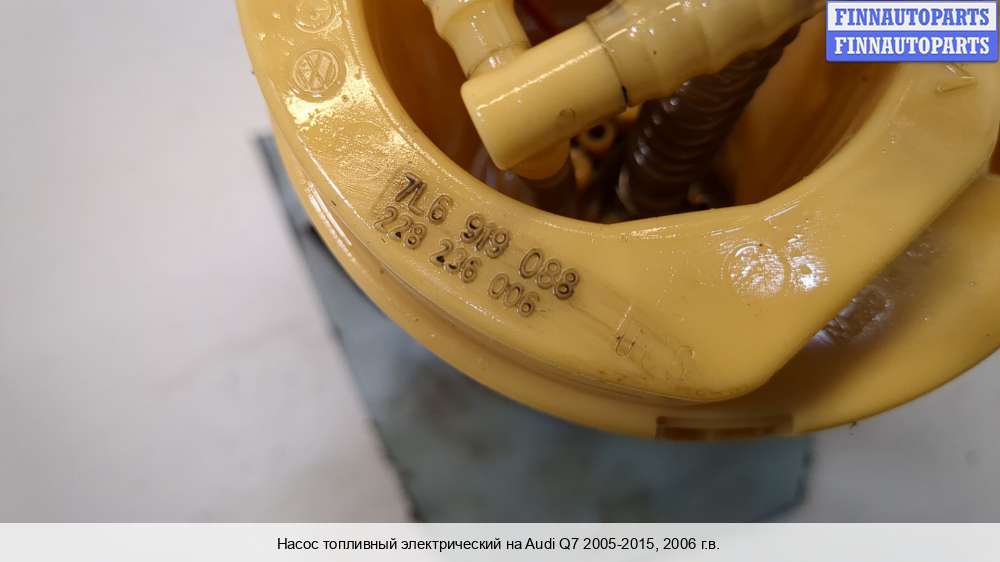 FINNAUTOPARTS
FINNAUTOPARTS
7L6 919 088
228 236 006
Насос топливный электрический на Audi Q7 2005-2015, 2006 г.в.